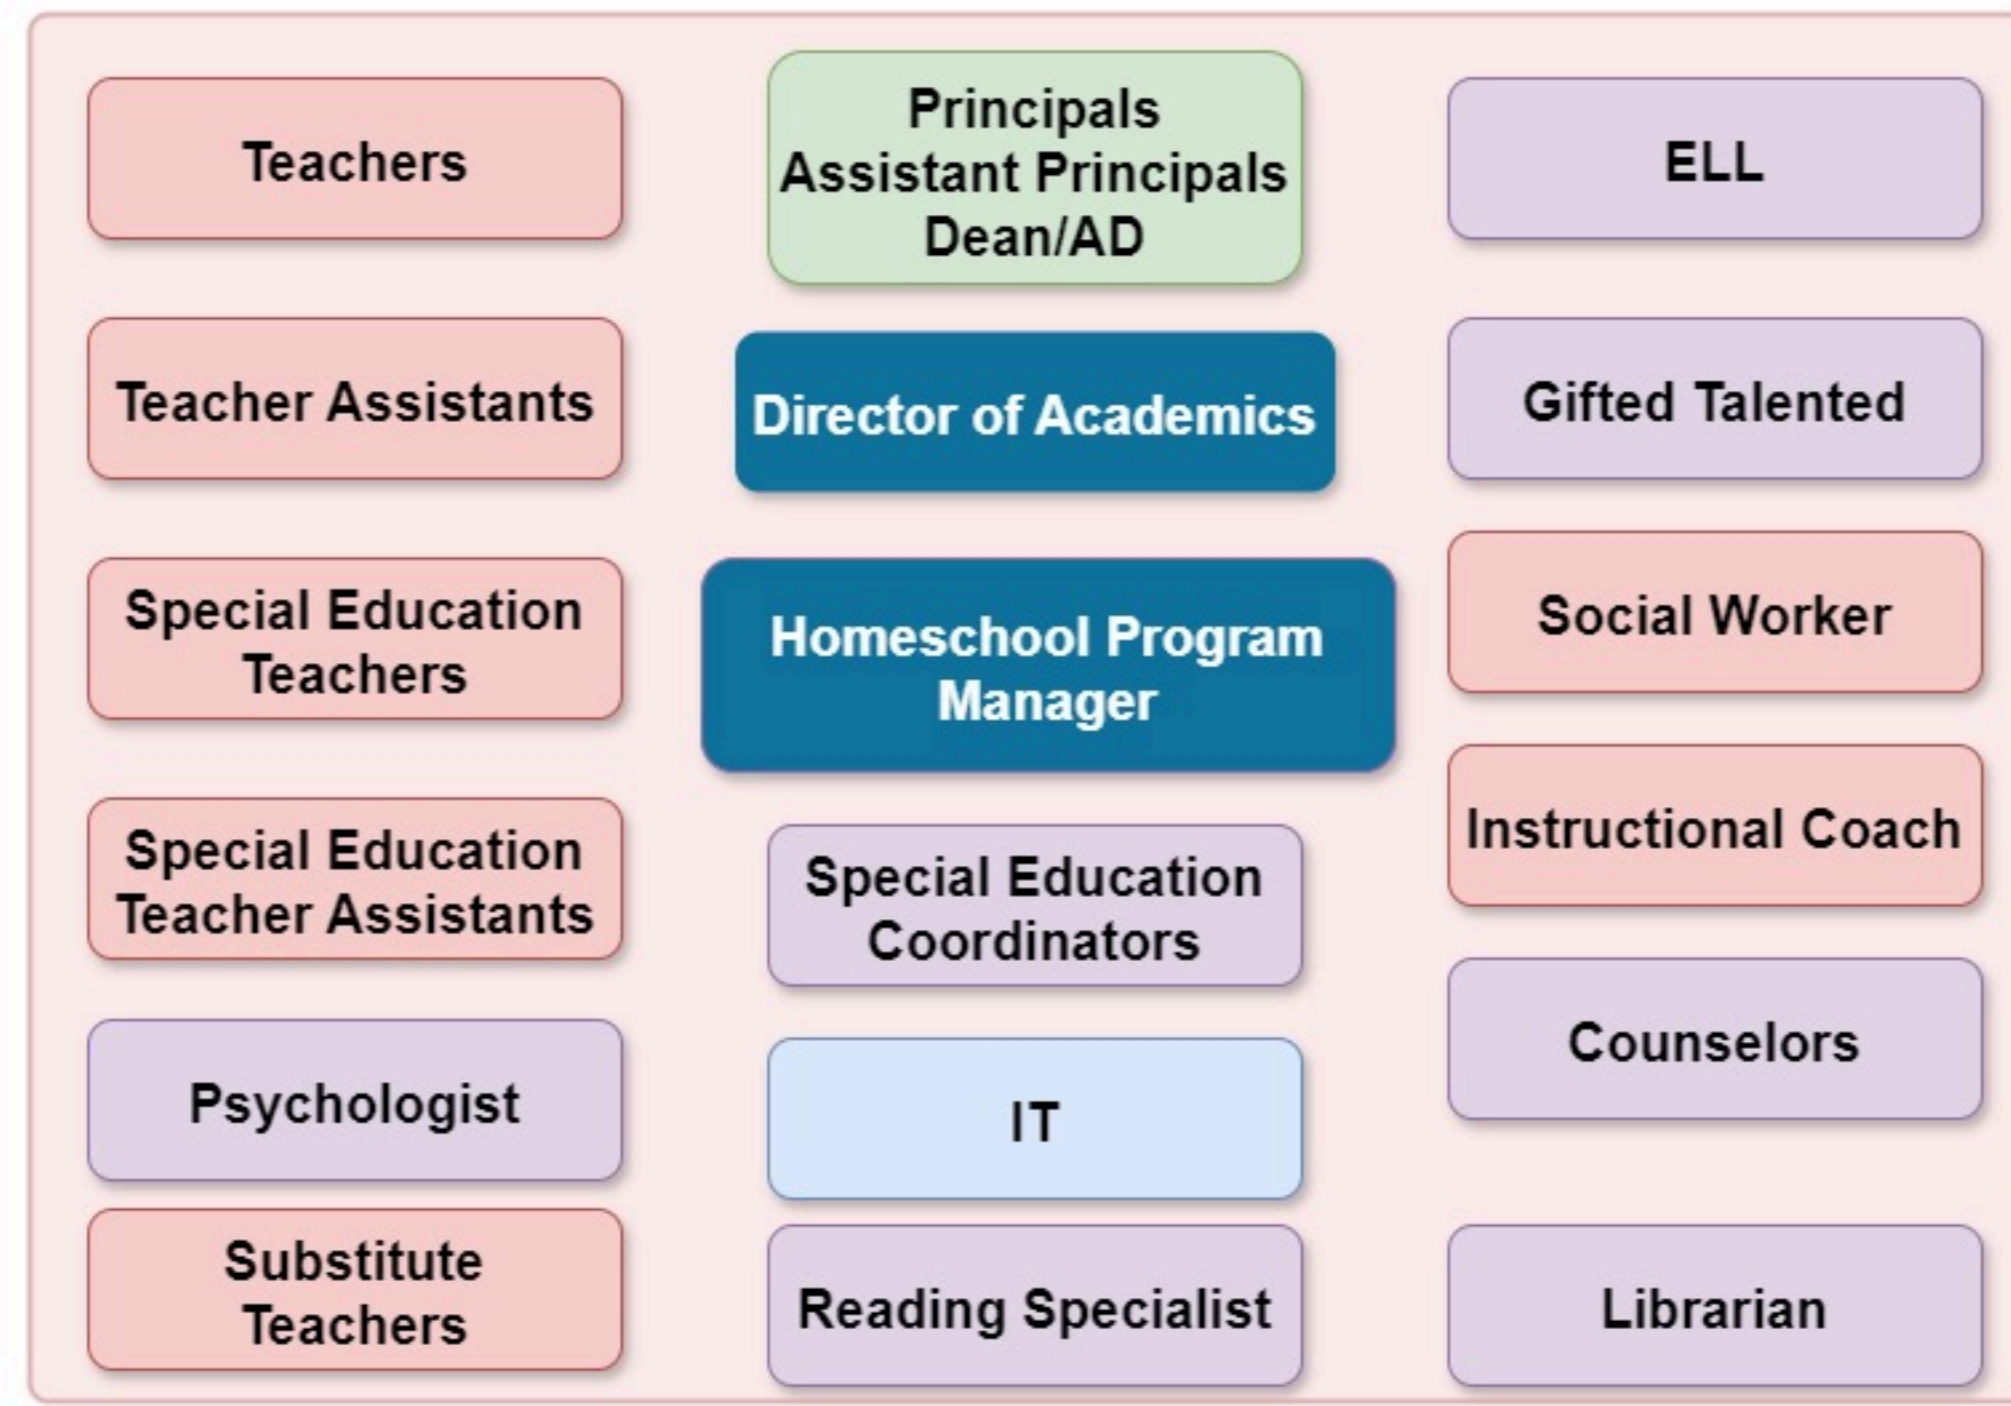 Teachers
Teacher Assistants
Special Education
Teachers
Special Education
Teacher Assistants
Psychologist
Substitute
Teachers
Principals
Assistant Principals
Dean/AD
Director of Academics
Homeschool Program
Manager
Special Education
Coordinators
IT
Reading Specialist
ELL
Gifted Talented
Social Worker
Instructional Coach
Counselors
Librarian